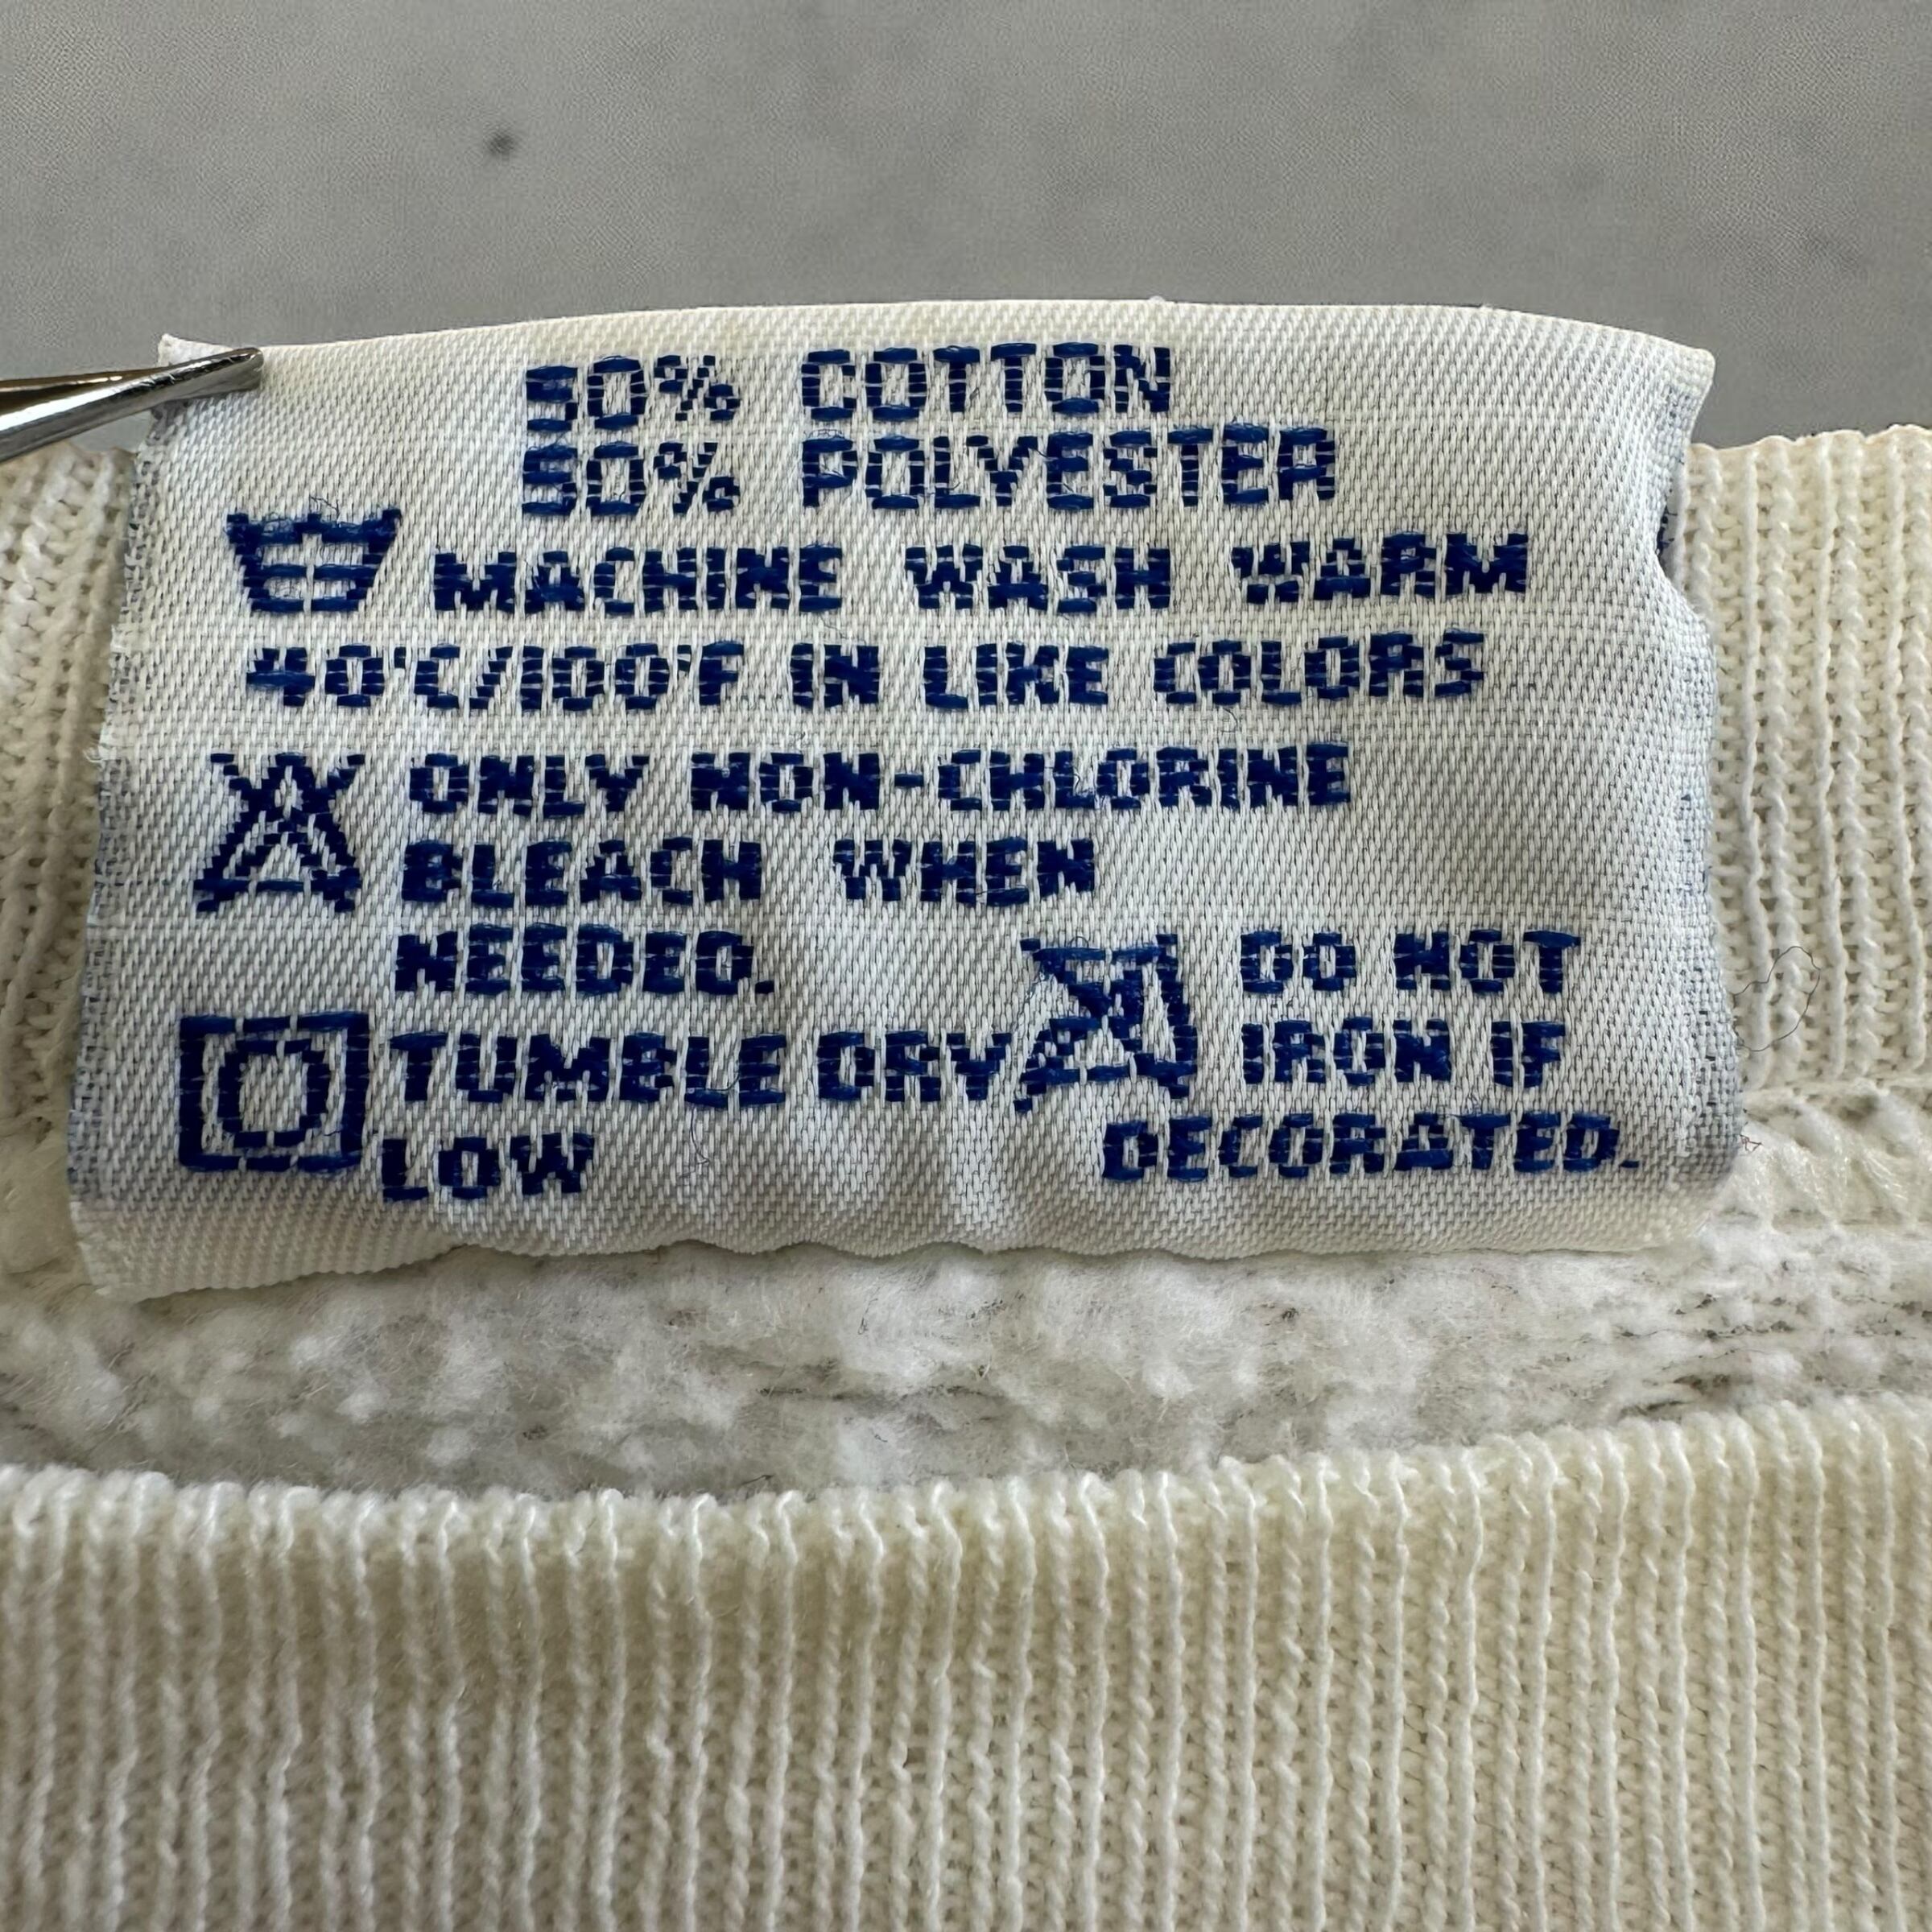 50% COTTON
50% POLYESTER
MACHINE WASH WARM
40°C/100°F IN LIKE COLORS
ONLY NON-CHLORINE
BLEACH WHEN
NEEDED.
TUMBLE DRY
LOW
DO NOT
IRON IF
DECORATED.